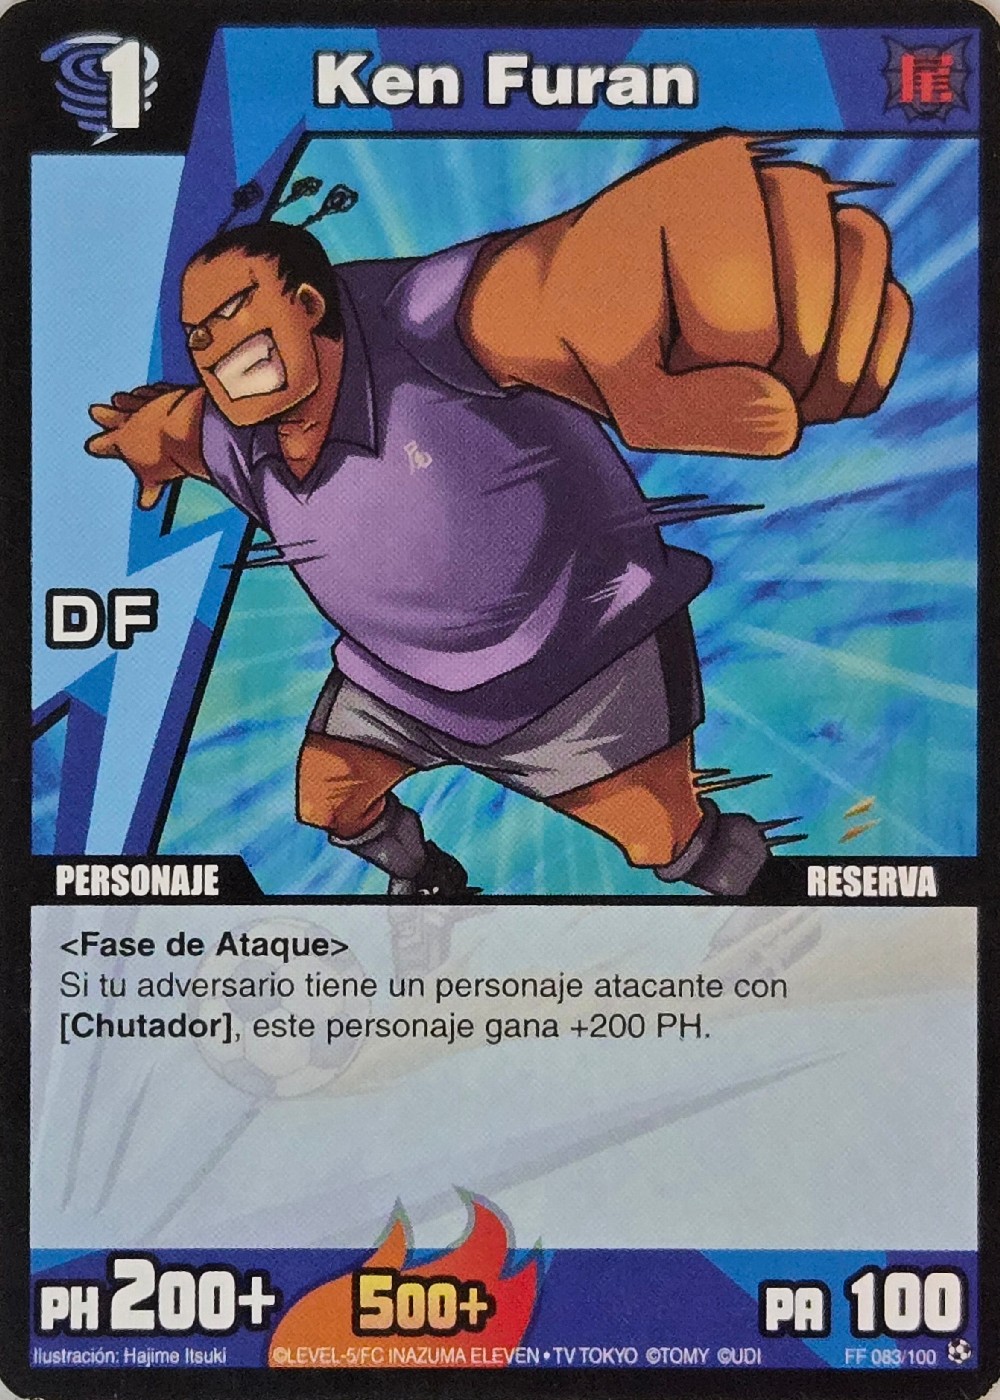 1
Ken Furan
尾
DF
PERSONAJE
RESERVA
<Fase de Ataque>
Si tu adversario tiene un personaje atacante con
[Chutador], este personaje gana +200 PH.
PH 200+
500+
PA 100
Ilustración: Hajime Itsuki
©LEVEL-5/FC INAZUMA ELEVEN • TV TOKYO ©TOMY ©UDI
FF 083/100